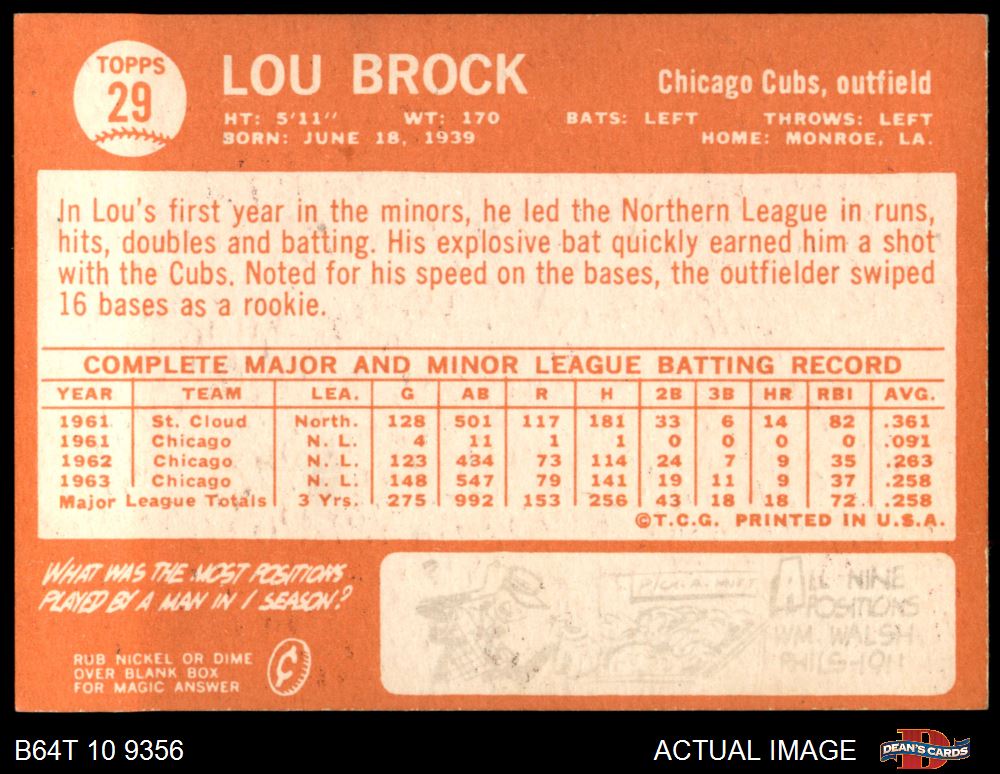 TOPPS
29
LOU BROCK
Chicago Cubs, outfield
HT: 5'11" WT: 170 BATS: LEFT THROWS: LEFT
BORN: JUNE 18, 1939 HOME: MONROE, LA.
In Lou's first year in the minors, he led the Northern League in runs,
hits, doubles and batting. His explosive bat quickly earned him a shot
with the Cubs. Noted for his speed on the bases, the outfielder swiped
16 bases as a rookie.
COMPLETE MAJOR AND MINOR LEAGUE BATTING RECORD
YEAR TEAM LEA. G AB R H 2B 3B HR RBI AVG.
1961 St. Cloud North. 128 501 117 181 33 6 14 82 .361
1961 Chicago N. L. 4 11 1 1 0 0 0 0 .091
1962 Chicago N. L. 123 434 73 114 24 7 9 35 .263
1963 Chicago N. L. 148 547 79 141 19 11 9 37 .258
Major League Totals 3 Yrs. 275 992 153 256 43 18 18 72 .258
©T.C.G. PRINTED IN U.S.A.
WHAT WAS THE MOST POSITIONS
PLAYED BY A MAN IN 1 SEASON?
RUB NICKEL OR DIME
OVER BLANK BOX
FOR MAGIC ANSWER
ALL NINE
POSITIONS
WM WALSH
PHILS-1911
B64T 10 9356
ACTUAL IMAGE
DEAN'S CARDS